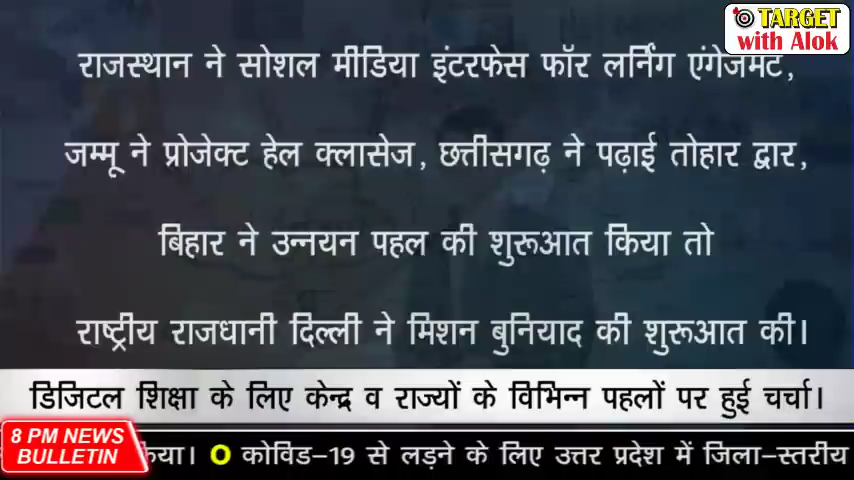 TARGET
with Alok
राजस्थान ने सोशल मीडिया इंटरफेस फॉर लर्निंग एंगेजमेंट,
जम्मू ने प्रोजेक्ट हेल क्लासेज, छत्तीसगढ़ ने पढ़ाई तोहार द्वार,
बिहार ने उन्नयन पहल की शुरूआत किया तो
राष्ट्रीय राजधानी दिल्ली ने मिशन बुनियाद की शुरूआत की।
डिजिटल शिक्षा के लिए केन्द्र व राज्यों के विभिन्न पहलों पर हुई चर्चा।
8 PM NEWS
BULLETIN
कोविड-19 से लड़ने के लिए उत्तर प्रदेश में जिला-स्तरीय